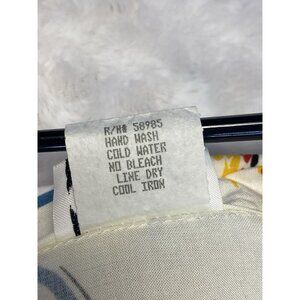 R/N# 58985
HAND WASH
COLD WATER
NO BLEACH
LINE DRY
COOL IRON